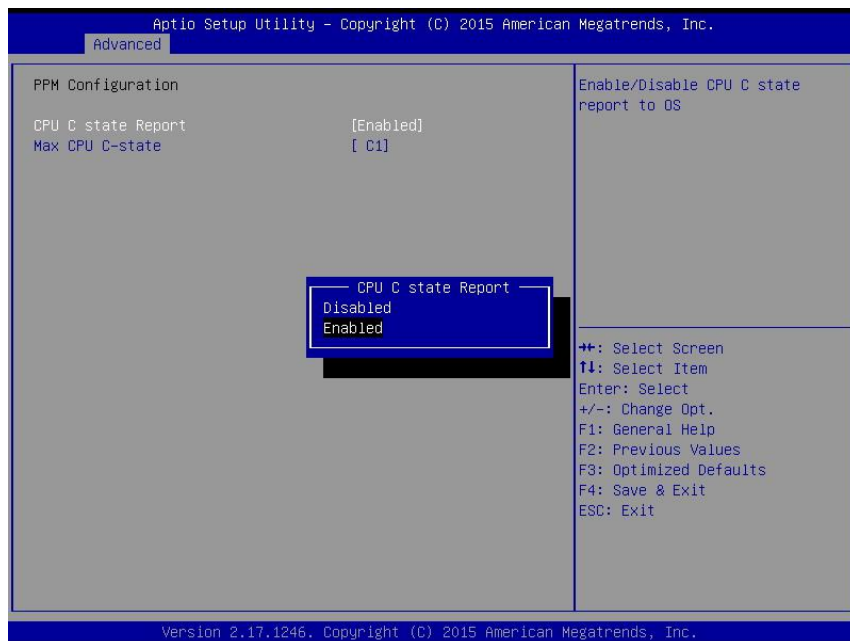 Aptio Setup Utility – Copyright (C) 2015 American Megatrends, Inc.
Advanced
PPM Configuration
CPU C state Report [Enabled]
Max CPU C-state [ C1]
Enable/Disable CPU C state
report to OS
CPU C state Report
Disabled
Enabled
→←: Select Screen
↑↓: Select Item
Enter: Select
+/-: Change Opt.
F1: General Help
F2: Previous Values
F3: Optimized Defaults
F4: Save & Exit
ESC: Exit
Version 2.17.1246. Copyright (C) 2015 American Megatrends, Inc.